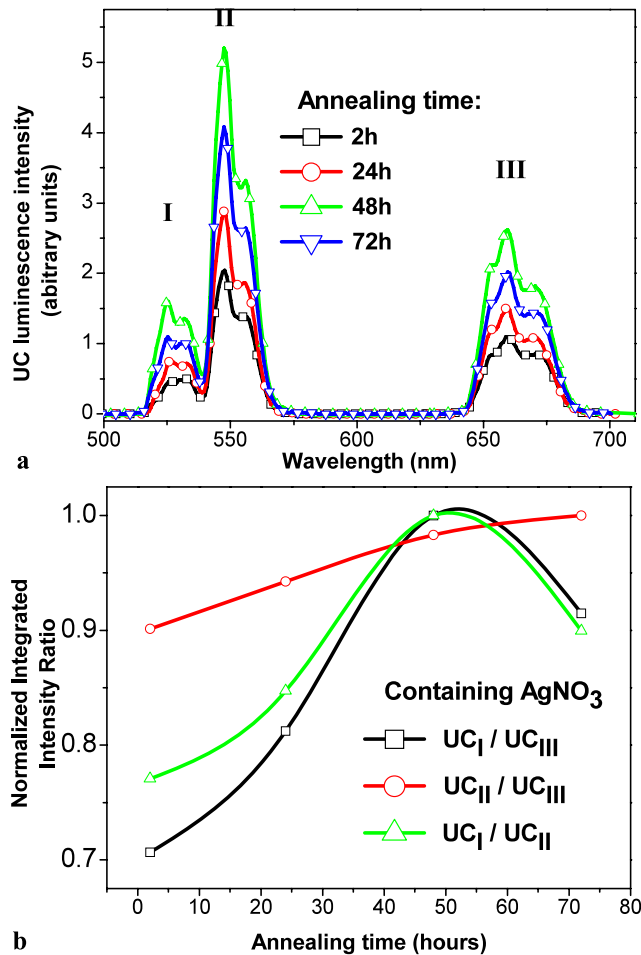 II
I
III
Annealing time:
2h
24h
48h
72h
UC luminescence intensity
(abitrary units)
5
4
3
2
1
0
500
550
600
650
700
Wavelength (nm)
a
1.0
0.9
0.8
0.7
Normalized Integrated
Intensity Ratio
Containing AgNO3
UCI / UCIII
UCII / UCIII
UCI / UCII
0
10
20
30
40
50
60
70
80
Annealing time (hours)
b